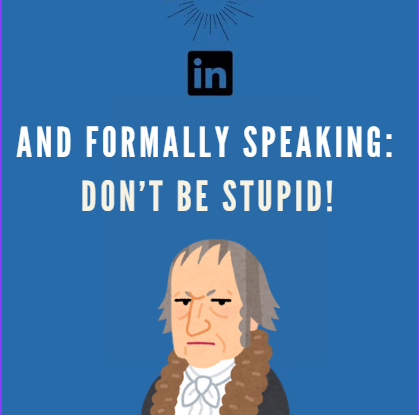 in
AND FORMALLY SPEAKING:
DON'T BE STUPID!